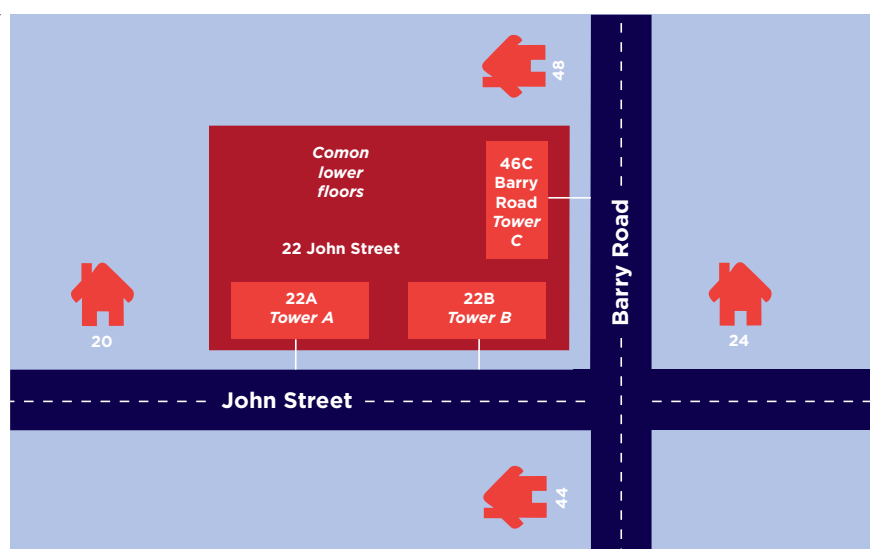 48
Comon
lower
floors
46C
Barry
Road
Tower
C
22 John Street
Barry Road
22A
Tower A
22B
Tower B
20
24
John Street
44